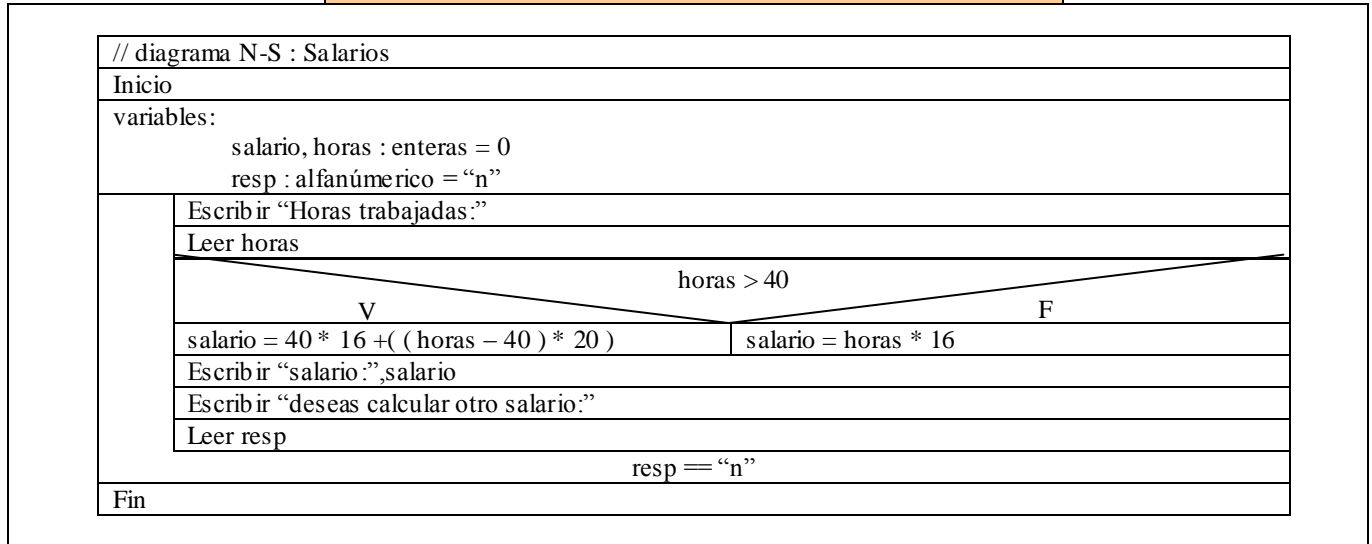 // diagrama N-S : Salarios
Inicio
variables:
salario, horas : enteras = 0
resp : alfanúmerico = “n”
Escribir “Horas trabajadas:”
Leer horas
horas > 40
V F
salario = 40 * 16 +( ( horas – 40 ) * 20 ) salario = horas * 16
Escribir “salario:”,salario
Escribir “deseas calcular otro salario:”
Leer resp
resp == “n”
Fin